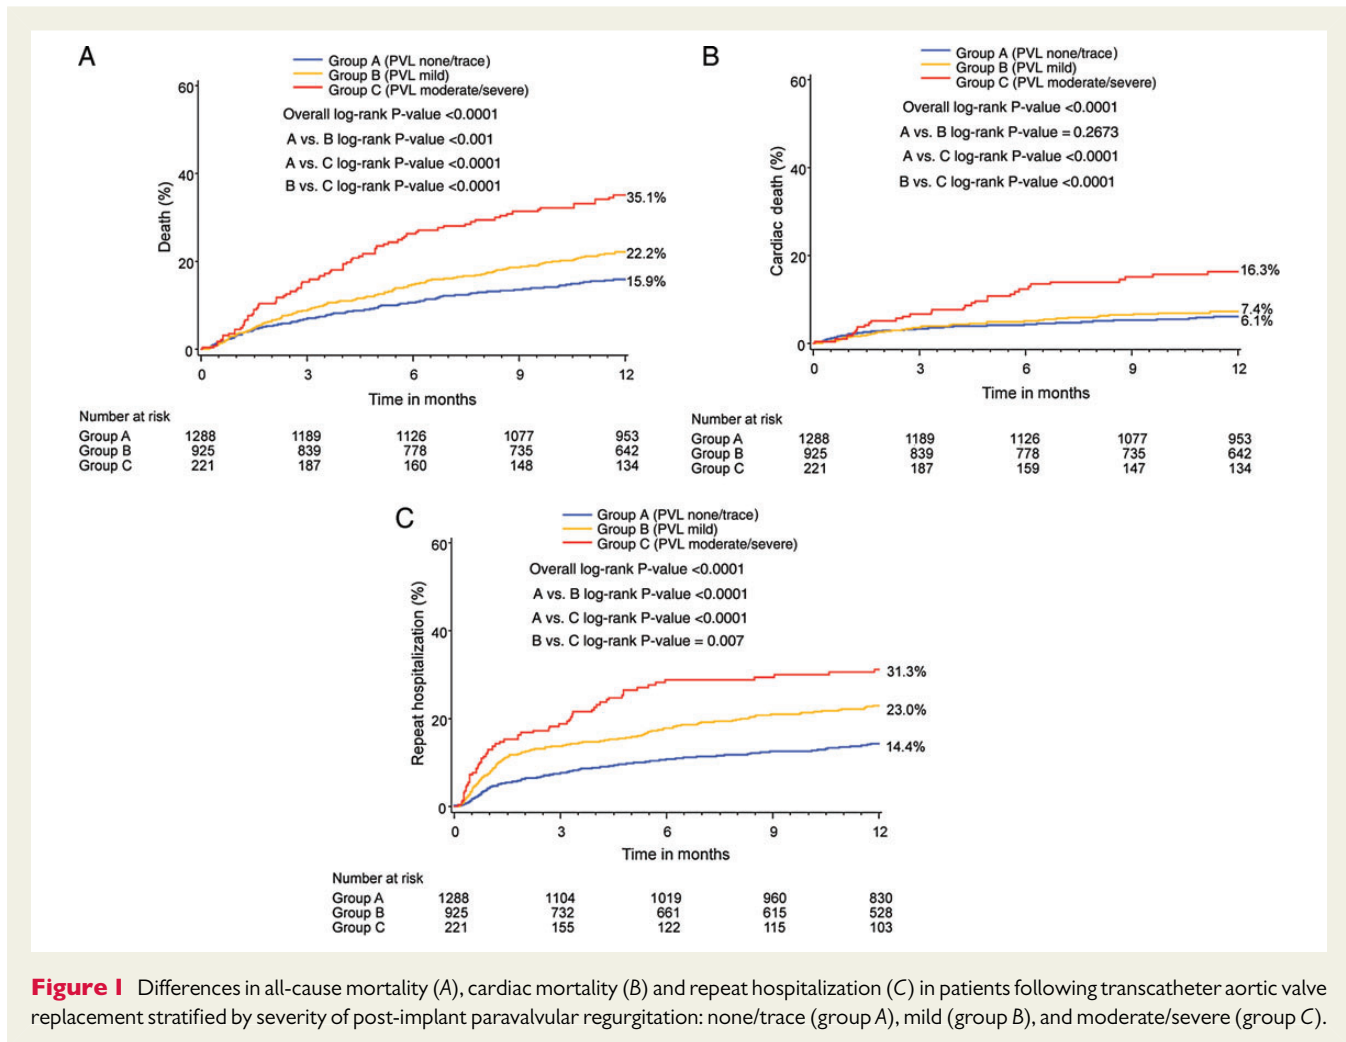 A
Group A (PVL none/trace)
Group B (PVL mild)
Group C (PVL moderate/severe)
Overall log-rank P-value <0.0001
A vs. B log-rank P-value <0.001
A vs. C log-rank P-value <0.0001
B vs. C log-rank P-value <0.0001
Death (%)
60
40
20
0
35.1%
22.2%
15.9%
0 3 6 9 12
Time in months
Number at risk
Group A 1288 1189 1126 1077 953
Group B 925 839 778 735 642
Group C 221 187 160 148 134
B
Group A (PVL none/trace)
Group B (PVL mild)
Group C (PVL moderate/severe)
Overall log-rank P-value <0.0001
A vs. B log-rank P-value = 0.2673
A vs. C log-rank P-value <0.0001
B vs. C log-rank P-value <0.0001
Cardiac death (%)
60
40
20
0
16.3%
7.4%
6.1%
0 3 6 9 12
Time in months
Number at risk
Group A 1288 1189 1126 1077 953
Group B 925 839 778 735 642
Group C 221 187 159 147 134
C
Group A (PVL none/trace)
Group B (PVL mild)
Group C (PVL moderate/severe)
Overall log-rank P-value <0.0001
A vs. B log-rank P-value <0.0001
A vs. C log-rank P-value <0.0001
B vs. C log-rank P-value = 0.007
Repeat hospitalization (%)
60
40
20
0
31.3%
23.0%
14.4%
0 3 6 9 12
Time in months
Number at risk
Group A 1288 1104 1019 960 830
Group B 925 732 661 615 528
Group C 221 155 122 115 103
Figure 1 Differences in all-cause mortality (A), cardiac mortality (B) and repeat hospitalization (C) in patients following transcatheter aortic valve
replacement stratified by severity of post-implant paravalvular regurgitation: none/trace (group A), mild (group B), and moderate/severe (group C).